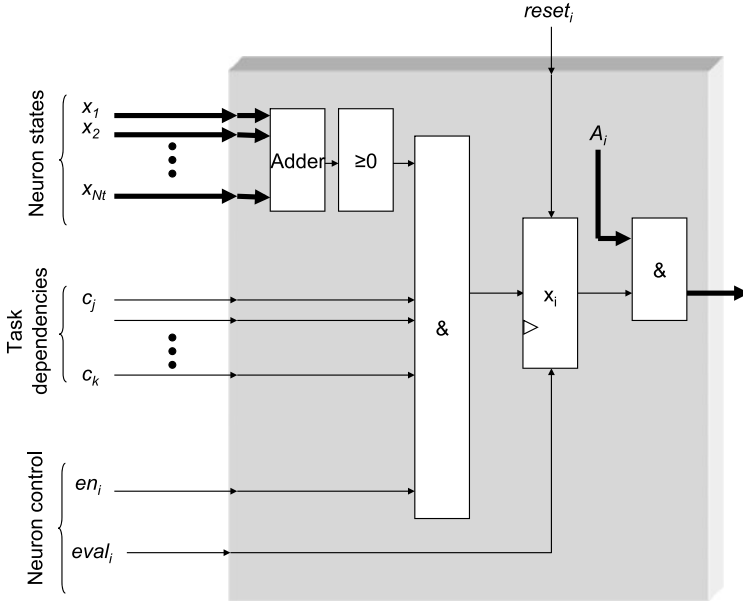 reset_i
Neuron states
x_1
x_2
x_Nt
Adder
≥0
A_i
&
x_i
&
Task
dependencies
c_j
c_k
Neuron control
en_i
eval_i